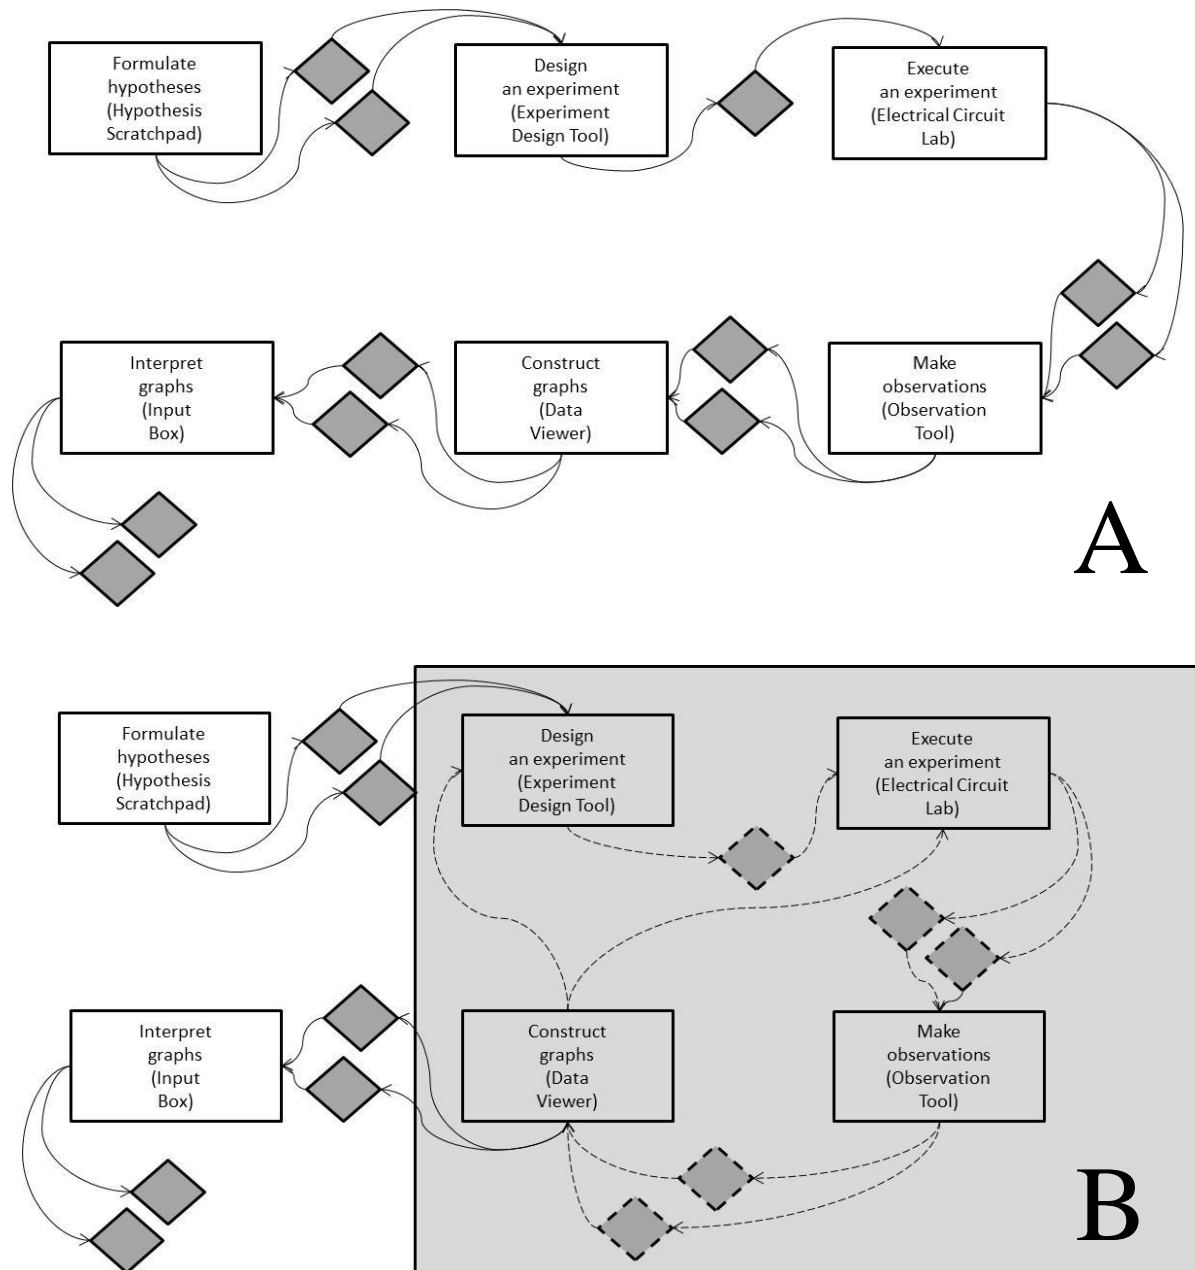 Formulate
hypotheses
(Hypothesis
Scratchpad)
Design
an experiment
(Experiment
Design Tool)
Execute
an experiment
(Electrical Circuit
Lab)
Interpret
graphs
(Input
Box)
Construct
graphs
(Data
Viewer)
Make
observations
(Observation
Tool)
A
Formulate
hypotheses
(Hypothesis
Scratchpad)
Design
an experiment
(Experiment
Design Tool)
Execute
an experiment
(Electrical Circuit
Lab)
Interpret
graphs
(Input
Box)
Construct
graphs
(Data
Viewer)
Make
observations
(Observation
Tool)
B